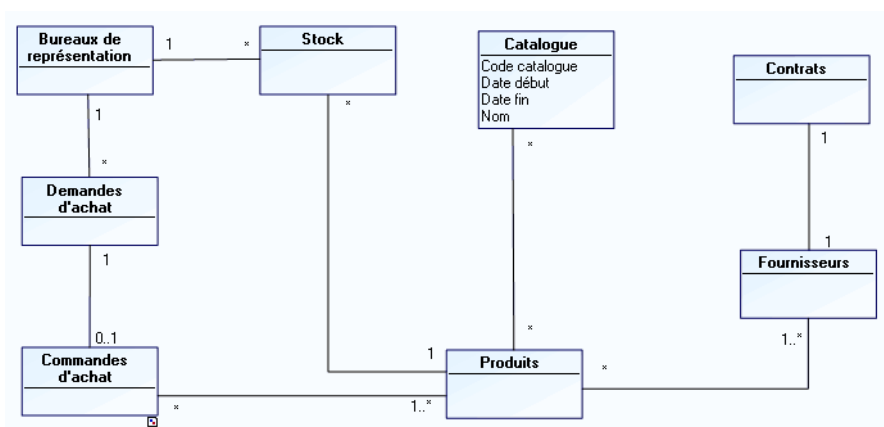 Bureaux de
représentation
1
*
Stock
Catalogue
Code catalogue
Date début
Date fin
Nom
Contrats
1
*
*
*
1
Demandes
d'achat
1
1
Fournisseurs
0..1
*
1..*
Commandes
d'achat
1
Produits
*
*
1..*